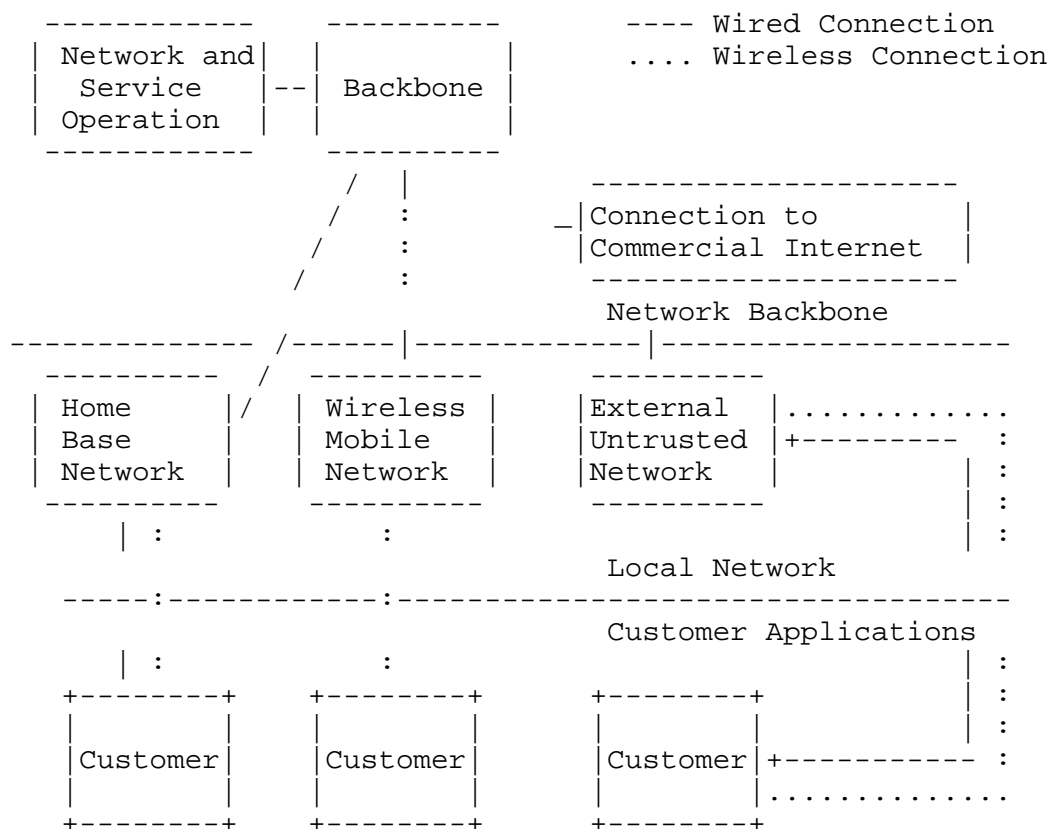 ---- Wired Connection
.... Wireless Connection
Network and
Service
Operation
Backbone
Connection to
Commercial Internet
Network Backbone
Home
Base
Network
Wireless
Mobile
Network
External
Untrusted
Network
Local Network
Customer Applications
Customer
Customer
Customer